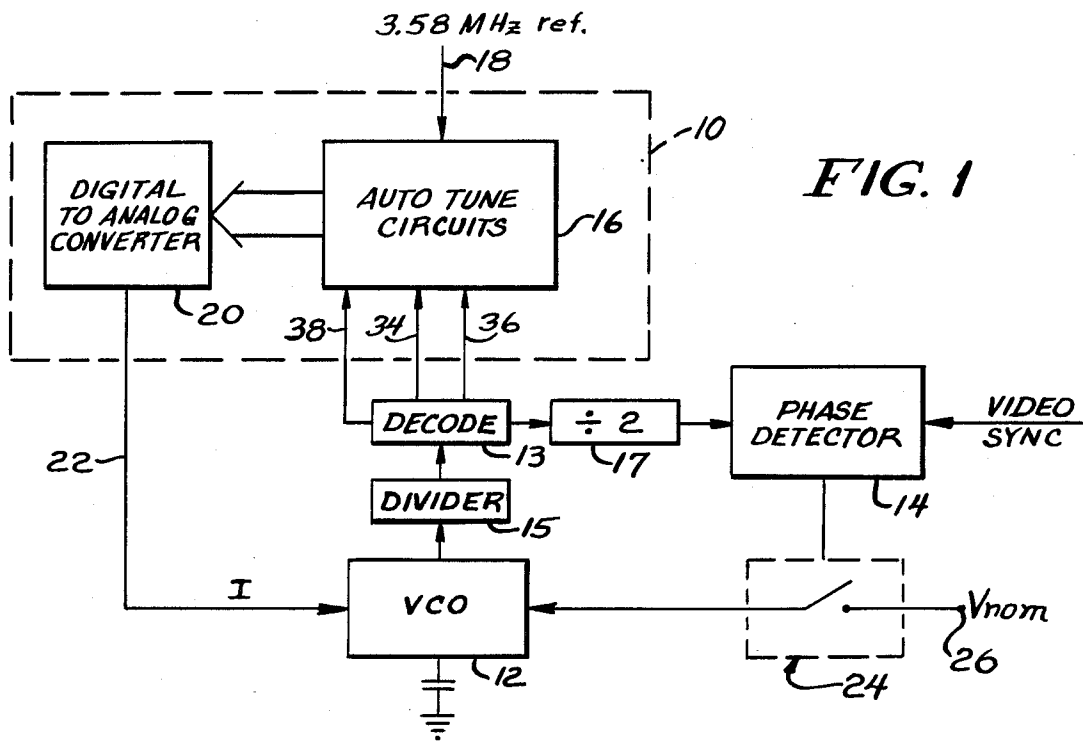 3.58 MHz ref.
18
10
FIG. 1
DIGITAL
TO ANALOG
CONVERTER
AUTO TUNE
CIRCUITS
16
20
38
34
36
DECODE
13
÷ 2
17
PHASE
DETECTOR
14
VIDEO
SYNC
22
DIVIDER
15
I
VCO
12
Vnom
26
24